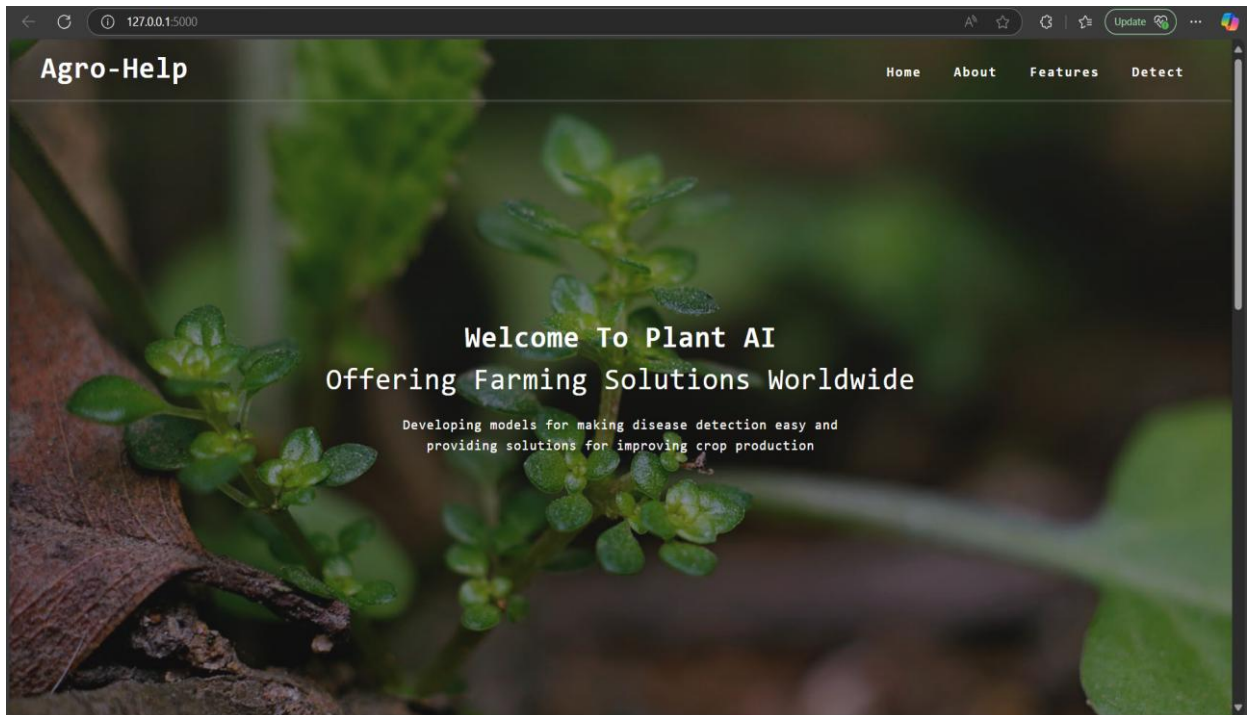 127.0.0.1:5000
Update
Agro-Help
Home About Features Detect
Welcome To Plant AI
Offering Farming Solutions Worldwide
Developing models for making disease detection easy and
providing solutions for improving crop production